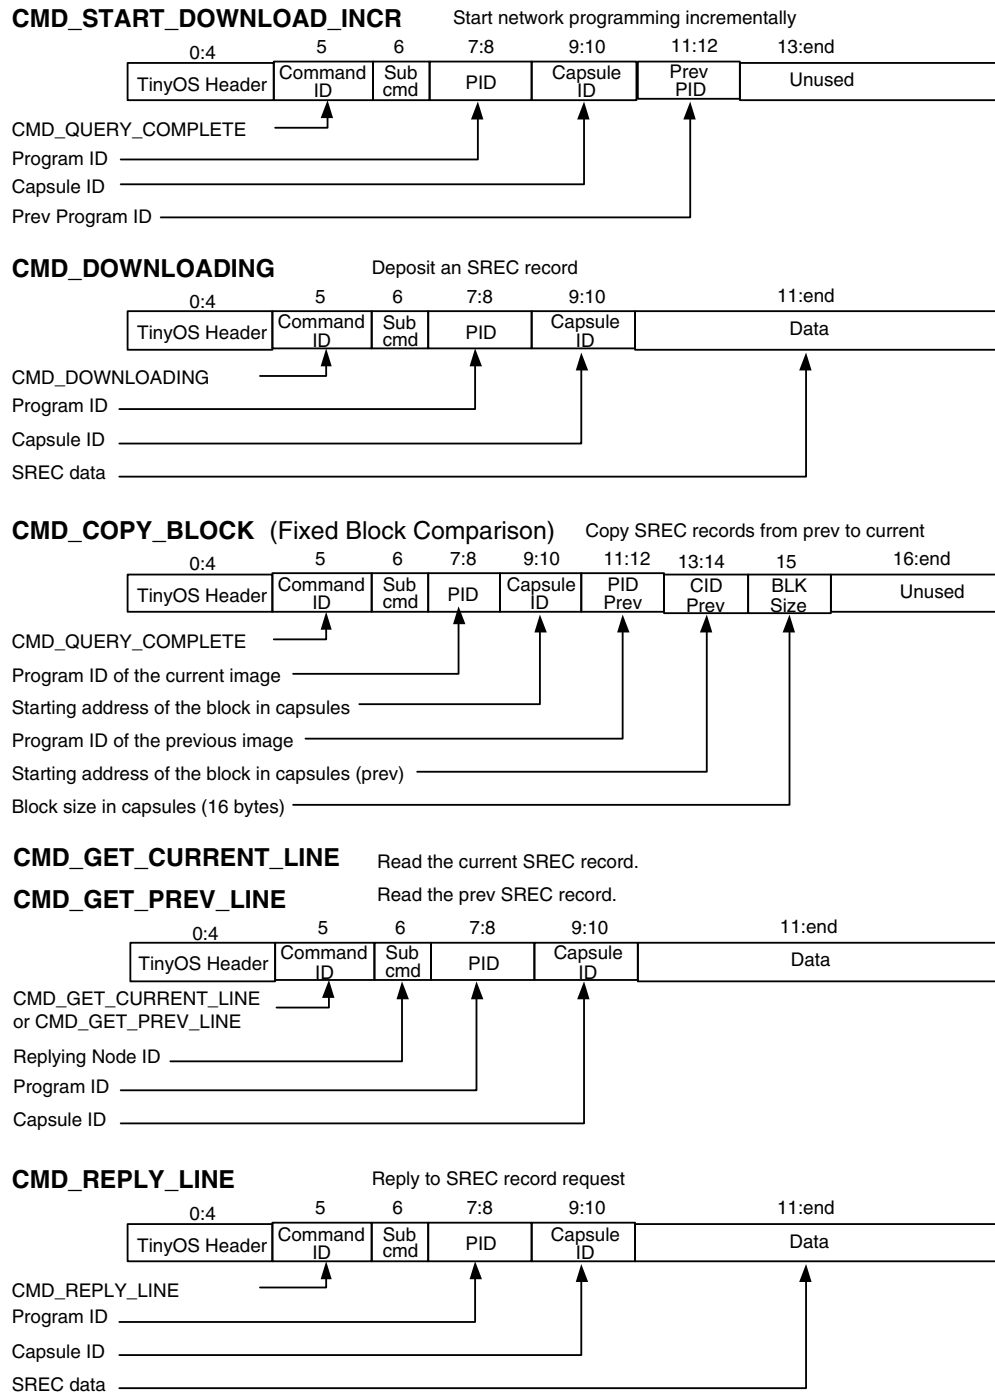 CMD_START_DOWNLOAD_INCR Start network programming incrementally
0:4 5 6 7:8 9:10 11:12 13:end
TinyOS Header Command ID Sub cmd PID Capsule ID Prev PID Unused
CMD_QUERY_COMPLETE
Program ID
Capsule ID
Prev Program ID
CMD_DOWNLOADING Deposit an SREC record
0:4 5 6 7:8 9:10 11:end
TinyOS Header Command ID Sub cmd PID Capsule ID Data
CMD_DOWNLOADING
Program ID
Capsule ID
SREC data
CMD_COPY_BLOCK (Fixed Block Comparison) Copy SREC records from prev to current
0:4 5 6 7:8 9:10 11:12 13:14 15 16:end
TinyOS Header Command ID Sub cmd PID Capsule ID PID Prev CID Prev BLK Size Unused
CMD_QUERY_COMPLETE
Program ID of the current image
Starting address of the block in capsules
Program ID of the previous image
Starting address of the block in capsules (prev)
Block size in capsules (16 bytes)
CMD_GET_CURRENT_LINE Read the current SREC record.
CMD_GET_PREV_LINE Read the prev SREC record.
0:4 5 6 7:8 9:10 11:end
TinyOS Header Command ID Sub cmd PID Capsule ID Data
CMD_GET_CURRENT_LINE
or CMD_GET_PREV_LINE
Replying Node ID
Program ID
Capsule ID
CMD_REPLY_LINE Reply to SREC record request
0:4 5 6 7:8 9:10 11:end
TinyOS Header Command ID Sub cmd PID Capsule ID Data
CMD_REPLY_LINE
Program ID
Capsule ID
SREC data